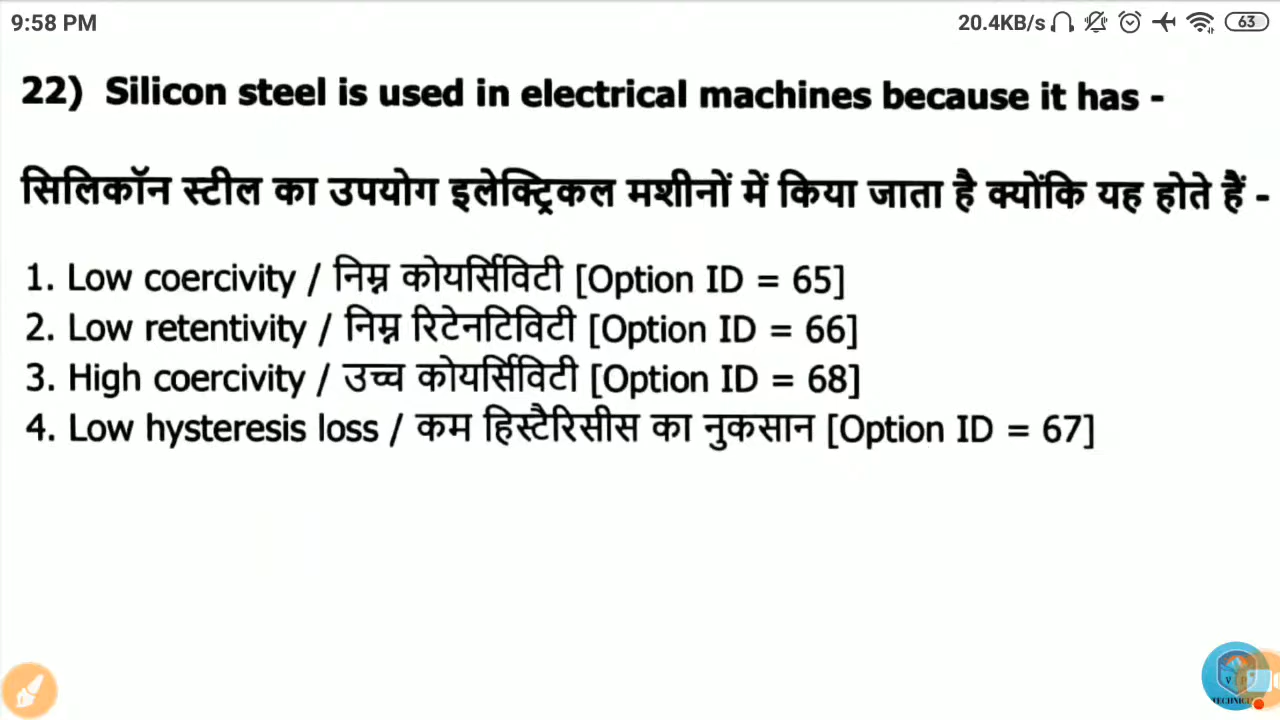 9:58 PM
20.4KB/s
63
22) Silicon steel is used in electrical machines because it has -
सिलिकॉन स्टील का उपयोग इलेक्ट्रिकल मशीनों में किया जाता है क्योंकि यह होते हैं -
1. Low coercivity / निम्न कोयर्सिविटी [Option ID = 65]
2. Low retentivity / निम्न रिटेनटिविटी [Option ID = 66]
3. High coercivity / उच्च कोयर्सिविटी [Option ID = 68]
4. Low hysteresis loss / कम हिस्टैरिसीस का नुकसान [Option ID = 67]